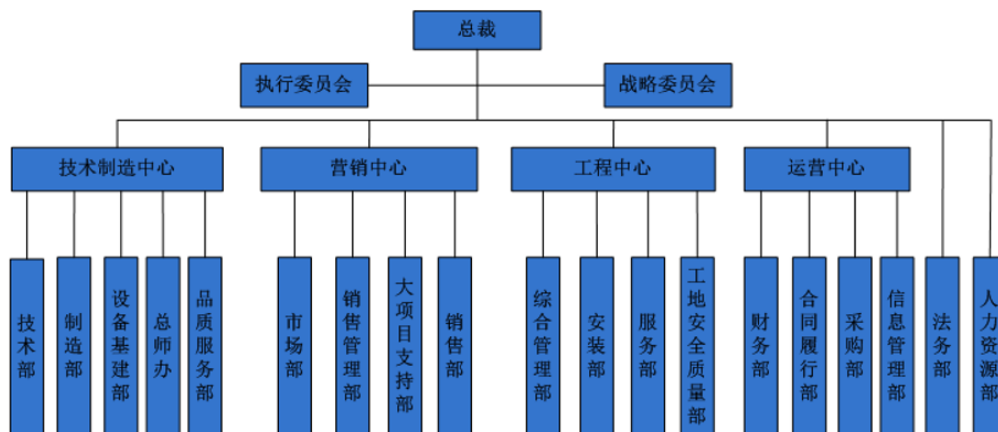 总裁
执行委员会
战略委员会
技术制造中心
营销中心
工程中心
运营中心
技术部
制造部
设备基建部
总师办
品质服务部
市场部
销售管理部
大项目支持部
销售部
综合管理部
安装部
服务部
工地安全质量部
财务部
合同履行部
采购部
信息管理部
法务部
人力资源部